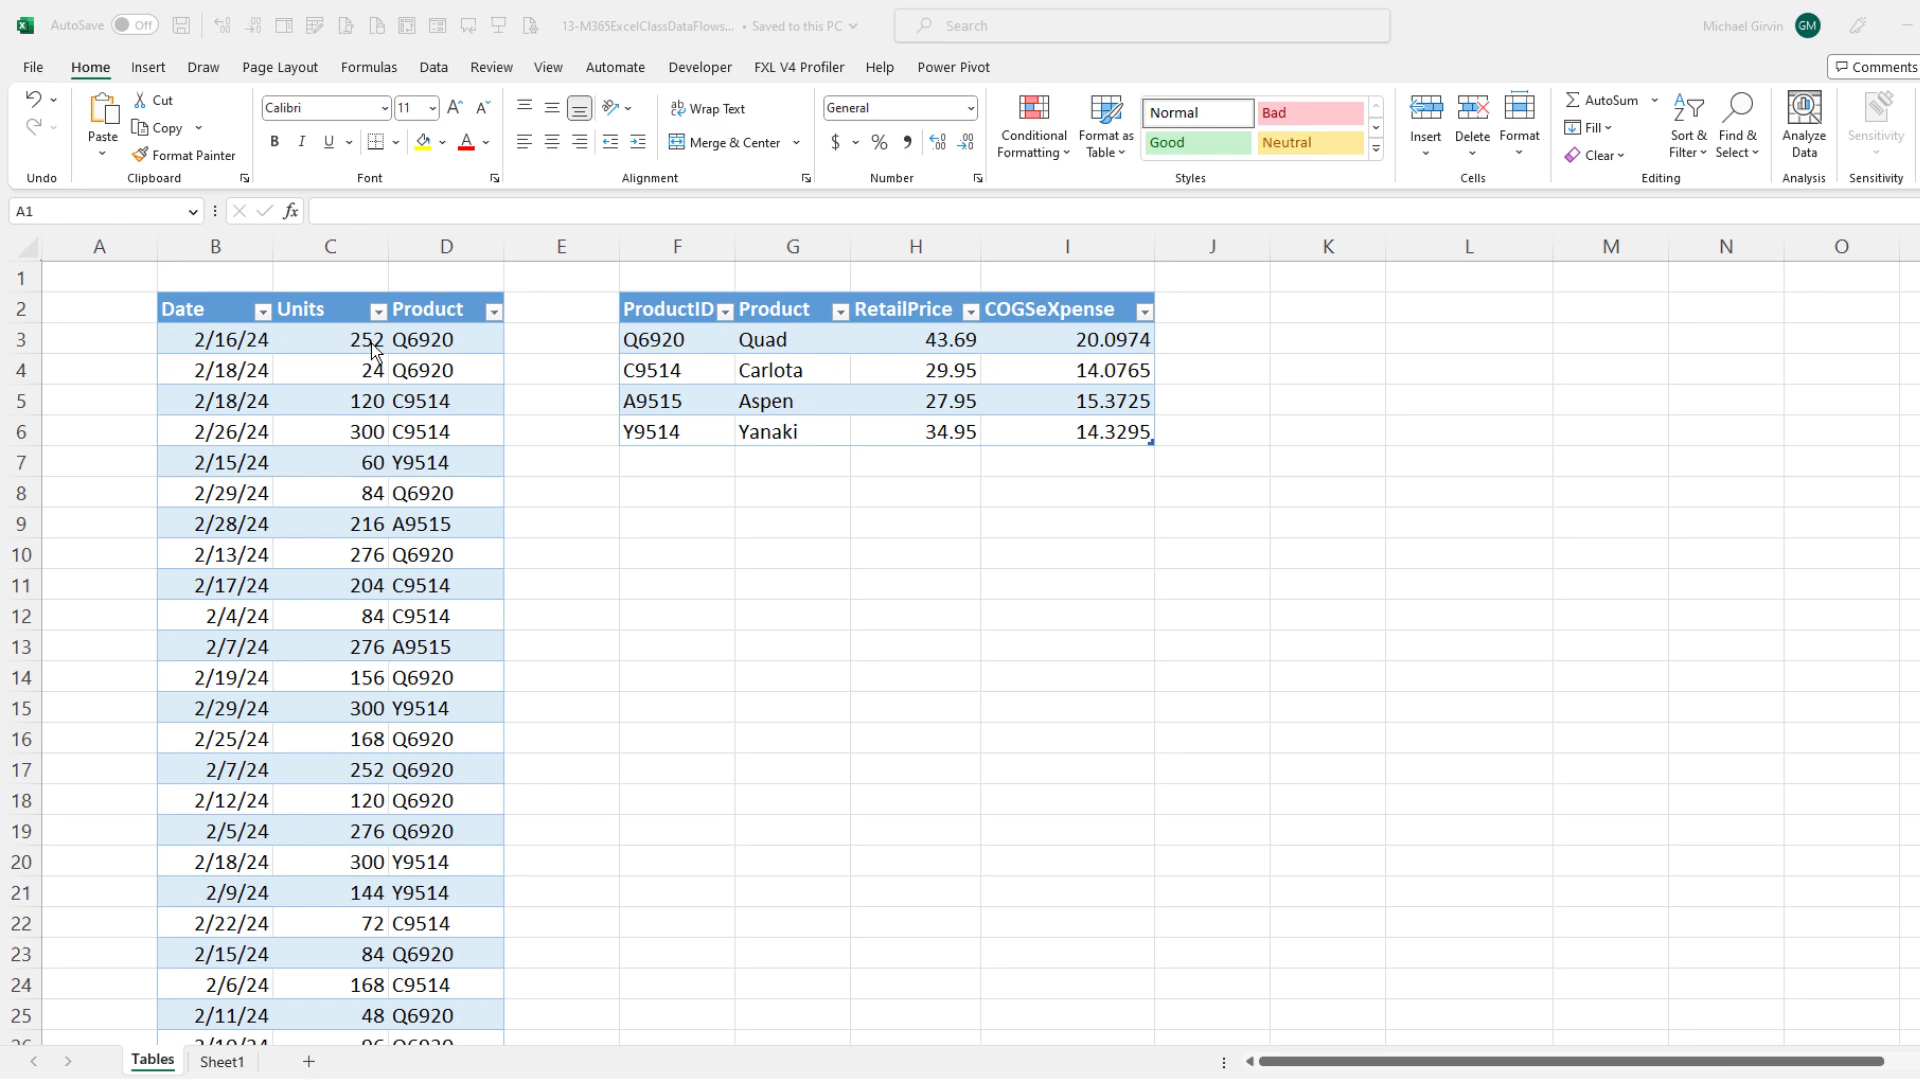 AutoSave Off 13-M365ExcelClassDataFlows... • Saved to this PC Search Michael Girvin GM
File Home Insert Draw Page Layout Formulas Data Review View Automate Developer FXL V4 Profiler Help Power Pivot Comments
Paste Cut Copy Format Painter
Calibri 11
B I U
Wrap Text
Merge & Center
General
$ % ,
Conditional Formatting
Format as Table
Normal Bad
Good Neutral
Insert Delete Format
AutoSum
Fill
Clear
Sort & Filter
Find & Select
Analyze Data
Sensitivity
Undo Clipboard Font Alignment Number Styles Cells Editing Analysis Sensitivity
A1 fx
A B C D E F G H I J K L M N O
1
2 Date Units Product ProductID Product RetailPrice COGSeXpense
3 2/16/24 252 Q6920 Q6920 Quad 43.69 20.0974
4 2/18/24 24 Q6920 C9514 Carlota 29.95 14.0765
5 2/18/24 120 C9514 A9515 Aspen 27.95 15.3725
6 2/26/24 300 C9514 Y9514 Yanaki 34.95 14.3295
7 2/15/24 60 Y9514
8 2/29/24 84 Q6920
9 2/28/24 216 A9515
10 2/13/24 276 Q6920
11 2/17/24 204 C9514
12 2/4/24 84 C9514
13 2/7/24 276 A9515
14 2/19/24 156 Q6920
15 2/29/24 300 Y9514
16 2/25/24 168 Q6920
17 2/7/24 252 Q6920
18 2/12/24 120 Q6920
19 2/5/24 276 Q6920
20 2/18/24 300 Y9514
21 2/9/24 144 Y9514
22 2/22/24 72 C9514
23 2/15/24 84 Q6920
24 2/6/24 168 C9514
25 2/11/24 48 Q6920
Tables Sheet1